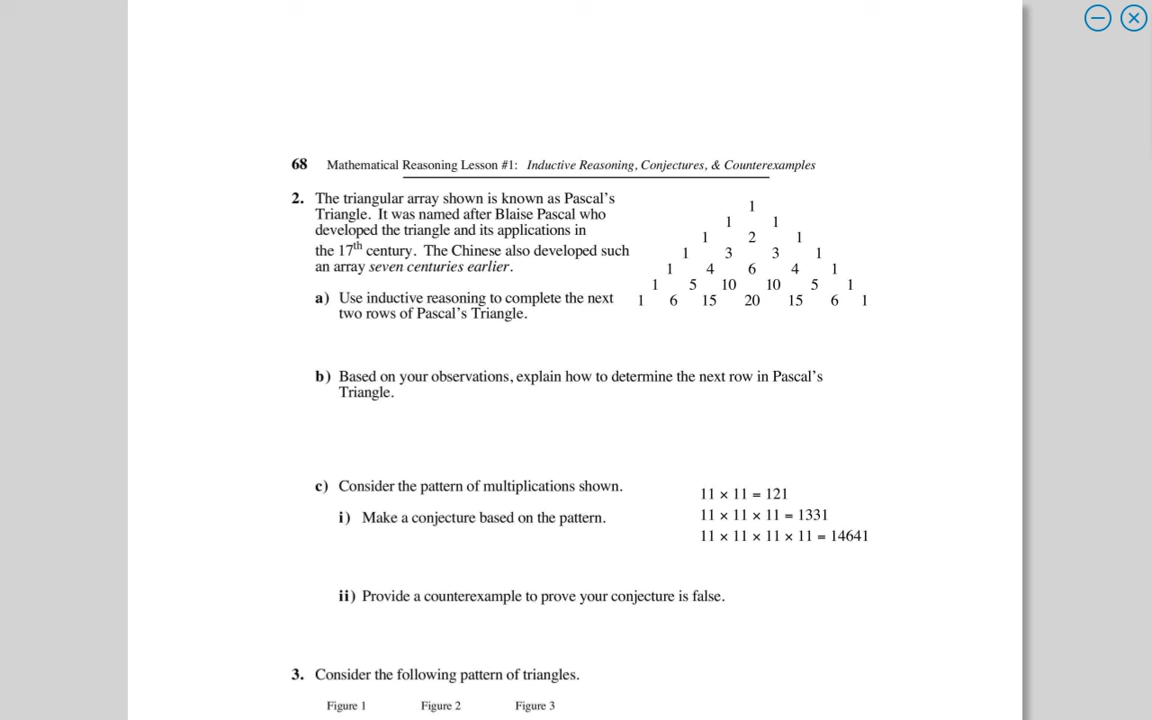 68 Mathematical Reasoning Lesson #1: Inductive Reasoning, Conjectures, & Counterexamples
2. The triangular array shown is known as Pascal's
Triangle. It was named after Blaise Pascal who
developed the triangle and its applications in
the 17th century. The Chinese also developed such
an array seven centuries earlier.
1
1 1
1 2 1
1 3 3 1
1 4 6 4 1
1 5 10 10 5 1
1 6 15 20 15 6 1
a) Use inductive reasoning to complete the next
two rows of Pascal's Triangle.
b) Based on your observations, explain how to determine the next row in Pascal's
Triangle.
c) Consider the pattern of multiplications shown.
i) Make a conjecture based on the pattern.
11 × 11 = 121
11 × 11 × 11 = 1331
11 × 11 × 11 × 11 = 14641
ii) Provide a counterexample to prove your conjecture is false.
3. Consider the following pattern of triangles.
Figure 1 Figure 2 Figure 3